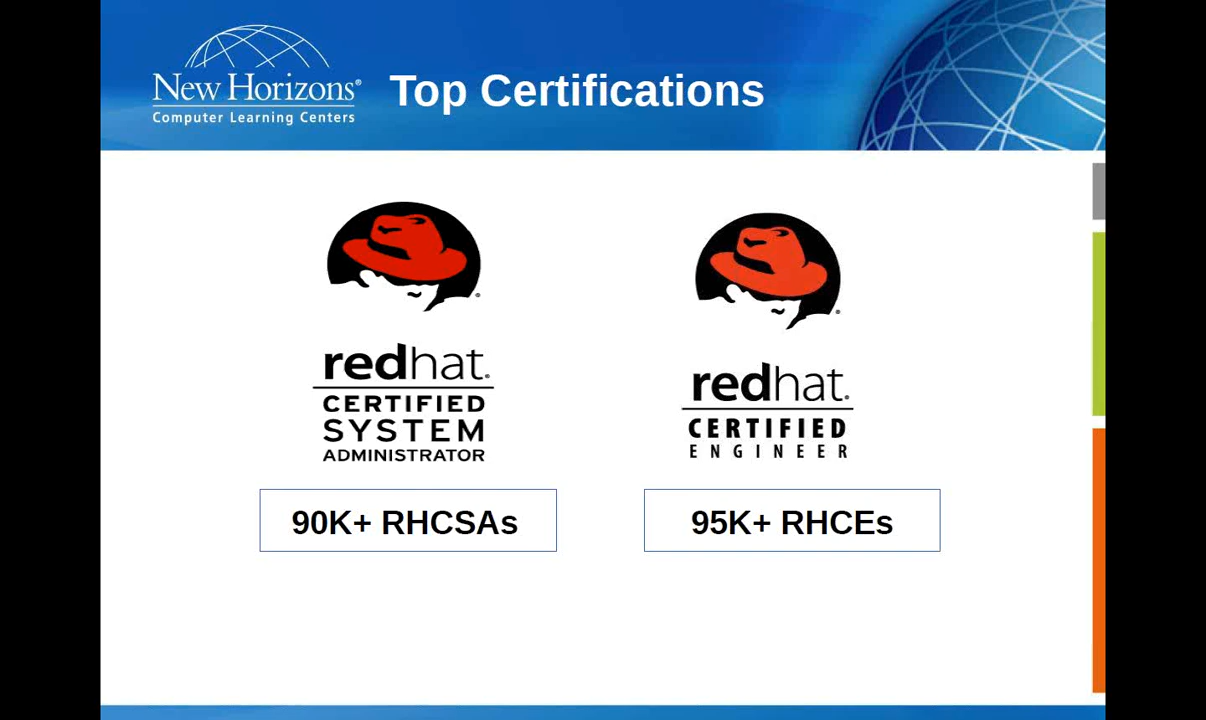 New Horizons®
Computer Learning Centers
Top Certifications
redhat®
CERTIFIED
SYSTEM
ADMINISTRATOR
redhat®
CERTIFIED
ENGINEER
90K+ RHCSAs
95K+ RHCEs